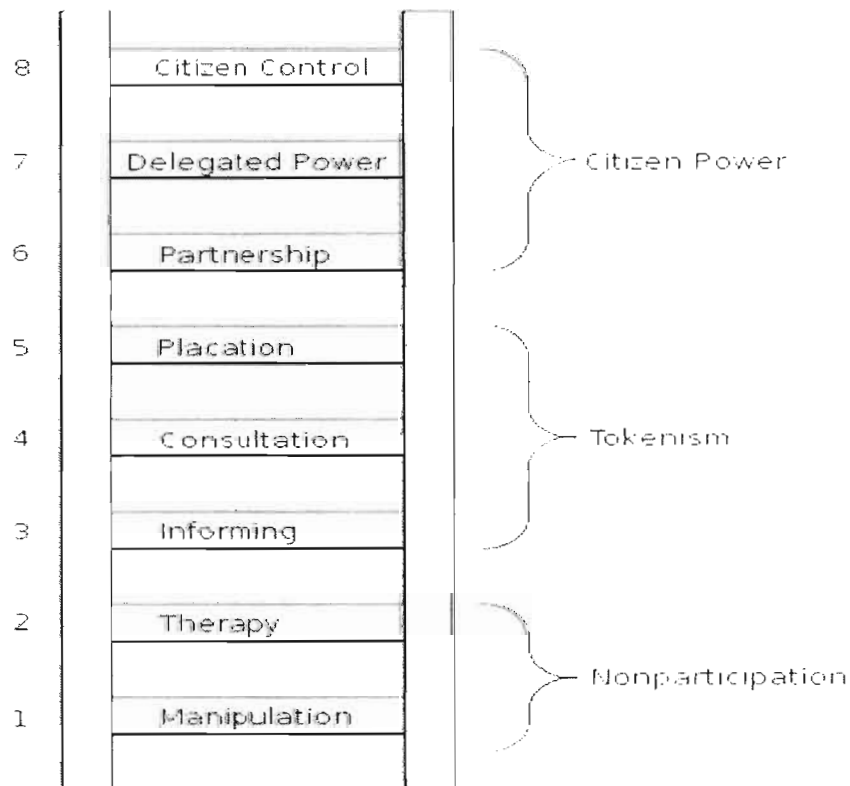 8 Citizen Control
7 Delegated Power
Citizen Power
6 Partnership
5 Placation
4 Consultation
Tokenism
3 Informing
2 Therapy
Nonparticipation
1 Manipulation